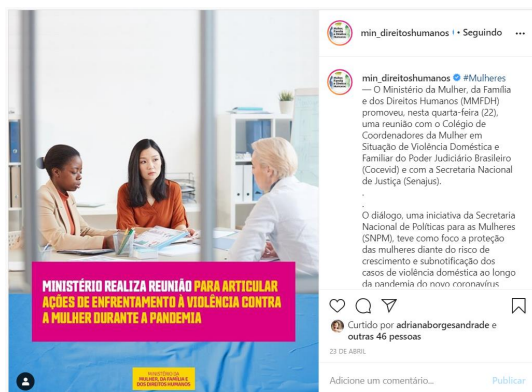 min_direitoshumanos • Seguindo
min_direitoshumanos #Mulheres
— O Ministério da Mulher, da Família
e dos Direitos Humanos (MMFDH)
promoveu, nesta quarta-feira (22),
uma reunião com o Colégio de
Coordenadores da Mulher em
Situação de Violência Doméstica e
Familiar do Poder Judiciário Brasileiro
(Cocevid) e com a Secretaria Nacional
de Justiça (Senajus).
.
.
O diálogo, uma iniciativa da Secretaria
Nacional de Políticas para as Mulheres
(SNPM), teve como foco a proteção
das mulheres diante do risco de
crescimento e subnotificação dos
casos de violência doméstica ao longo
da pandemia do novo coronavírus
MINISTÉRIO REALIZA REUNIÃO PARA ARTICULAR
AÇÕES DE ENFRENTAMENTO À VIOLÊNCIA CONTRA
A MULHER DURANTE A PANDEMIA
MINISTÉRIO DA
MULHER, DA FAMÍLIA E
DOS DIREITOS HUMANOS
Curtido por adrianaborgesandrade e
outras 46 pessoas
23 DE ABRIL
Adicione um comentário...
Publicar